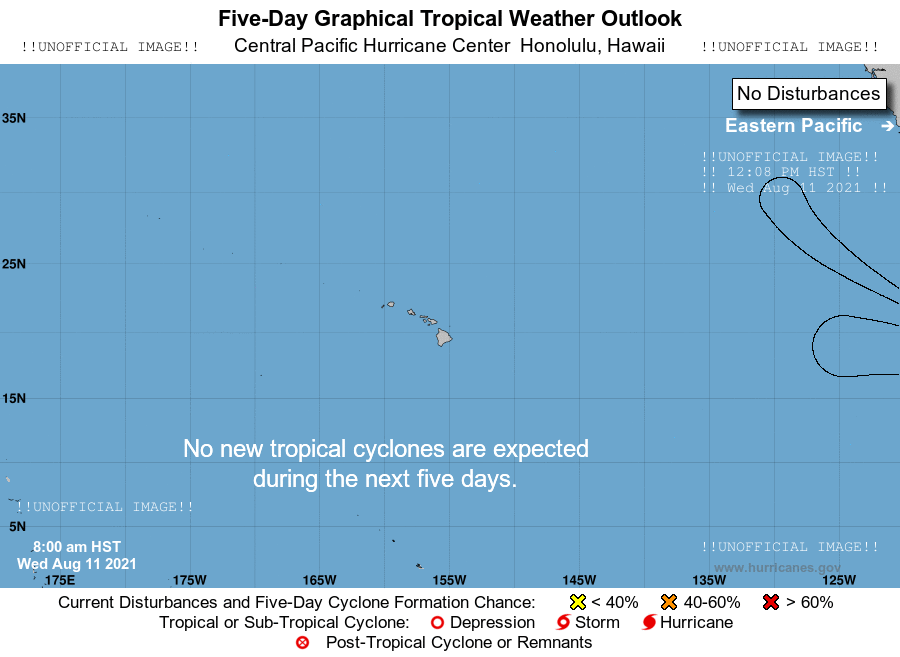 Five-Day Graphical Tropical Weather Outlook
!!UNOFFICIAL IMAGE!! Central Pacific Hurricane Center Honolulu, Hawaii !!UNOFFICIAL IMAGE!!
No Disturbances
35N
Eastern Pacific ➔
!!UNOFFICIAL IMAGE!!
!! 12:08 PM HST !!
!! Wed Aug 11 2021 !!
25N
15N
No new tropical cyclones are expected
during the next five days.
!!UNOFFICIAL IMAGE!!
5N
8:00 am HST
!!UNOFFICIAL IMAGE!!
Wed Aug 11 2021
www.hurricanes.gov
175E 175W 165W 155W 145W 135W 125W
Current Disturbances and Five-Day Cyclone Formation Chance: < 40% 40-60% > 60%
Tropical or Sub-Tropical Cyclone: Depression Storm Hurricane
Post-Tropical Cyclone or Remnants